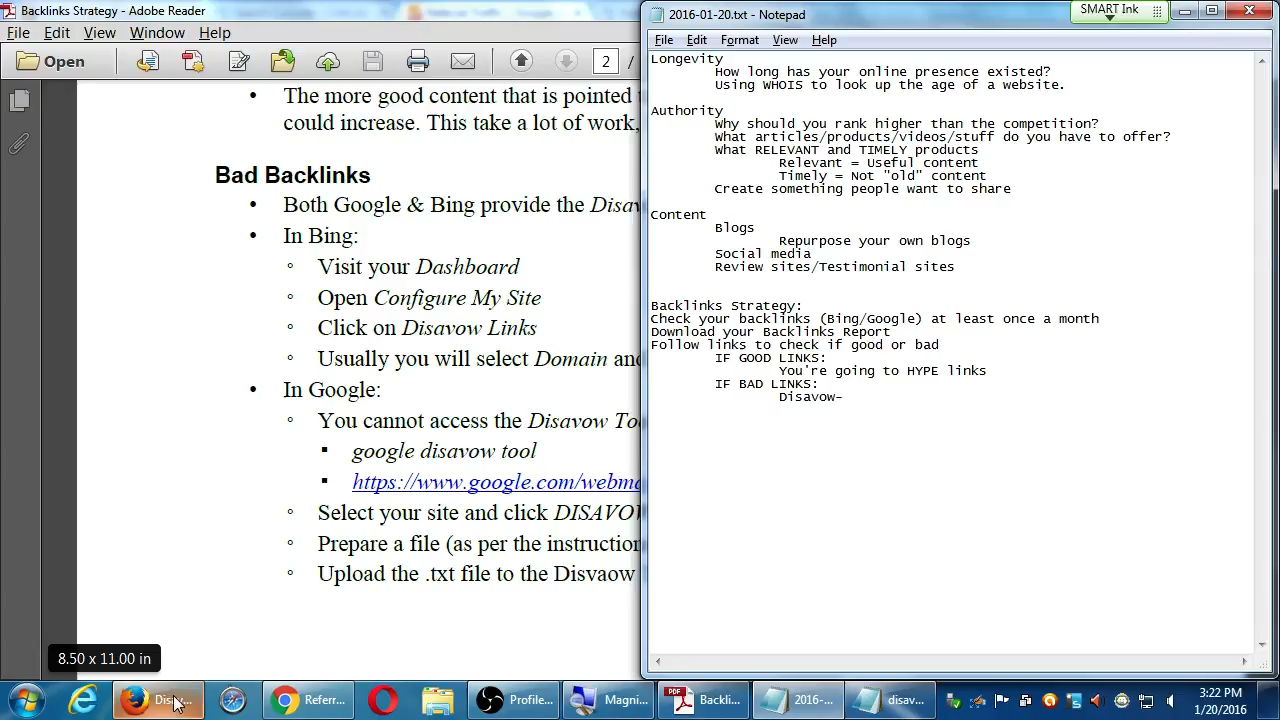 Backlinks Strategy - Adobe Reader
File Edit View Window Help
Open
2 /
The more good content that is pointed
could increase. This take a lot of work,
Bad Backlinks
Both Google & Bing provide the
In Bing:
Visit your Dashboard
Open Configure My Site
Click on Disavow Links
Usually you will select Domain
In Google:
You cannot access the Disavow
google disavow tool
https://www.google.com/webma
Select your site and click DISAVOW
Prepare a file (as per the instruction
Upload the .txt file to the Disvaow
8.50 x 11.00 in
2016-01-20.txt - Notepad
SMART Ink
File Edit Format View Help
Longevity
How long has your online presence existed?
Using WHOIS to look up the age of a website.
Authority
Why should you rank higher than the competition?
What articles/products/videos/stuff do you have to offer?
What RELEVANT and TIMELY products
Relevant = Useful content
Timely = Not "old" content
Create something people want to share
Content
Blogs
Repurpose your own blogs
Social media
Review sites/Testimonial sites
Backlinks Strategy:
Check your backlinks (Bing/Google) at least once a month
Download your Backlinks Report
Follow links to check if good or bad
IF GOOD LINKS:
You're going to HYPE links
IF BAD LINKS:
Disavow-
Disav... Referr... Profile... Magni... Backli... 2016-... disav...
3:22 PM
1/20/2016